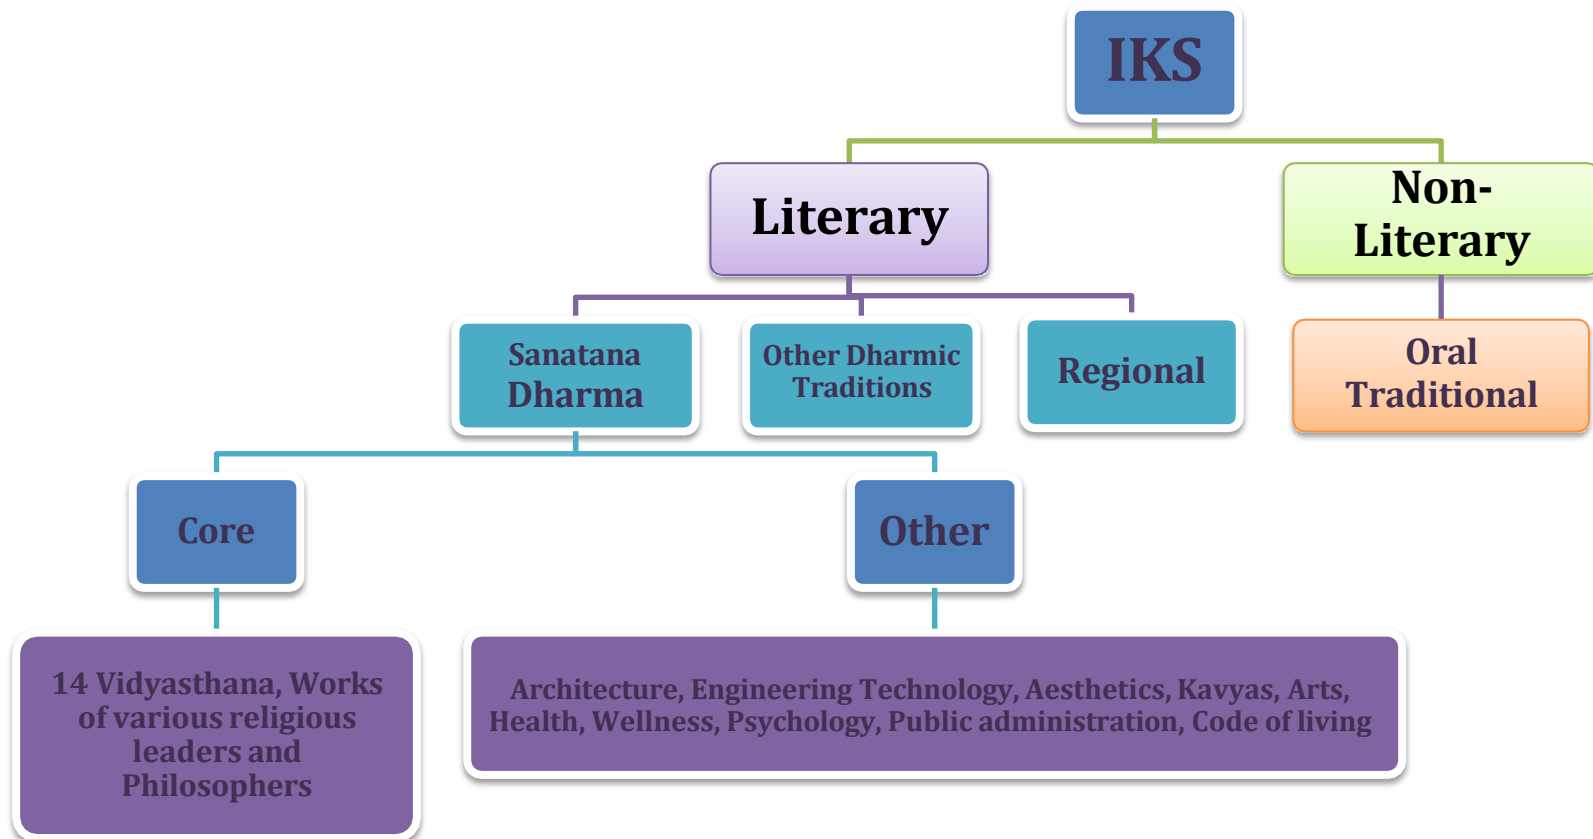 IKS
Literary
Non-
Literary
Sanatana
Dharma
Other Dharmic
Traditions
Regional
Oral
Traditional
Core
Other
14 Vidyasthana, Works
of various religious
leaders and
Philosophers
Architecture, Engineering Technology, Aesthetics, Kavyas, Arts,
Health, Wellness, Psychology, Public administration, Code of living